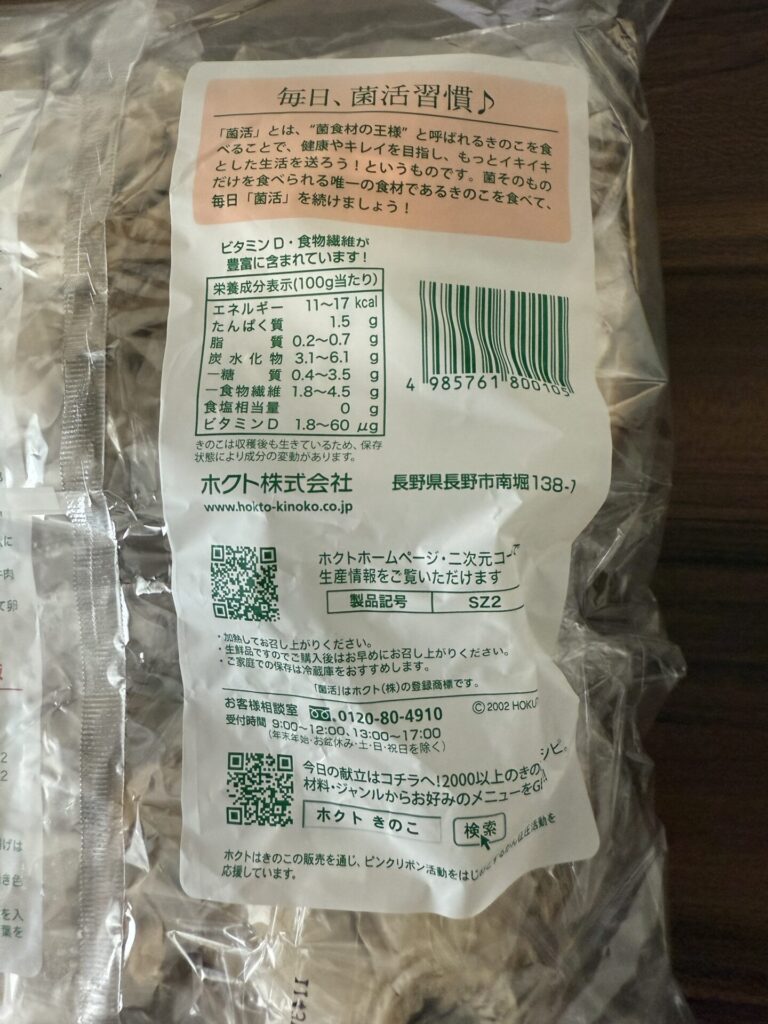 毎日、菌活習慣♪
「菌活」とは、“菌食材の王様”と呼ばれるきのこを食
べることで、健康やキレイを目指し、もっとイキイキ
とした生活を送ろう！というものです。菌そのもの
だけを食べられる唯一の食材であるきのこを食べて、
毎日「菌活」を続けましょう！
ビタミンD・食物繊維が
豊富に含まれています！
栄養成分表示(100g当たり)
エネルギー 11〜17 kcal
たんぱく質 1.5 g
脂質 0.2〜0.7 g
炭水化物 3.1〜6.1 g
―糖質 0.4〜3.5 g
―食物繊維 1.8〜4.5 g
食塩相当量 0 g
ビタミンD 1.8〜60 μg
きのこは収穫後も生きているため、保存
状態により成分の変動があります。
4 985761 800105
ホクト株式会社 長野県長野市南堀138-1
www.hokto-kinoko.co.jp
ホクトホームページ・二次元コー
生産情報をご覧いただけます
製品記号 SZ2
・加熱してお召し上がりください。
・生鮮品ですのでご購入後はお早めにお召し上がりください。
・ご家庭での保存は冷蔵庫をおすすめします。
「菌活」はホクト(株)の登録商標です。
お客様相談室 0120-80-4910
©2002 HOKUT
受付時間 9:00〜12:00、13:00〜17:00
(年末年始・お盆休み・土・日・祝日を除く)
今日の献立はコチラへ!2000以上のきの
シピ。
材料・ジャンルからお好みのメニューをG
ホクト きのこ 検索
ホクトはきのこの販売を通じ、ピンクリボン活動をはじ
活動を
応援しています。
に
肉
て卵
2
2
げは
き色
を入
葉を